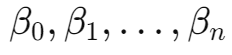 β₀, β₁, . . . , βₙ